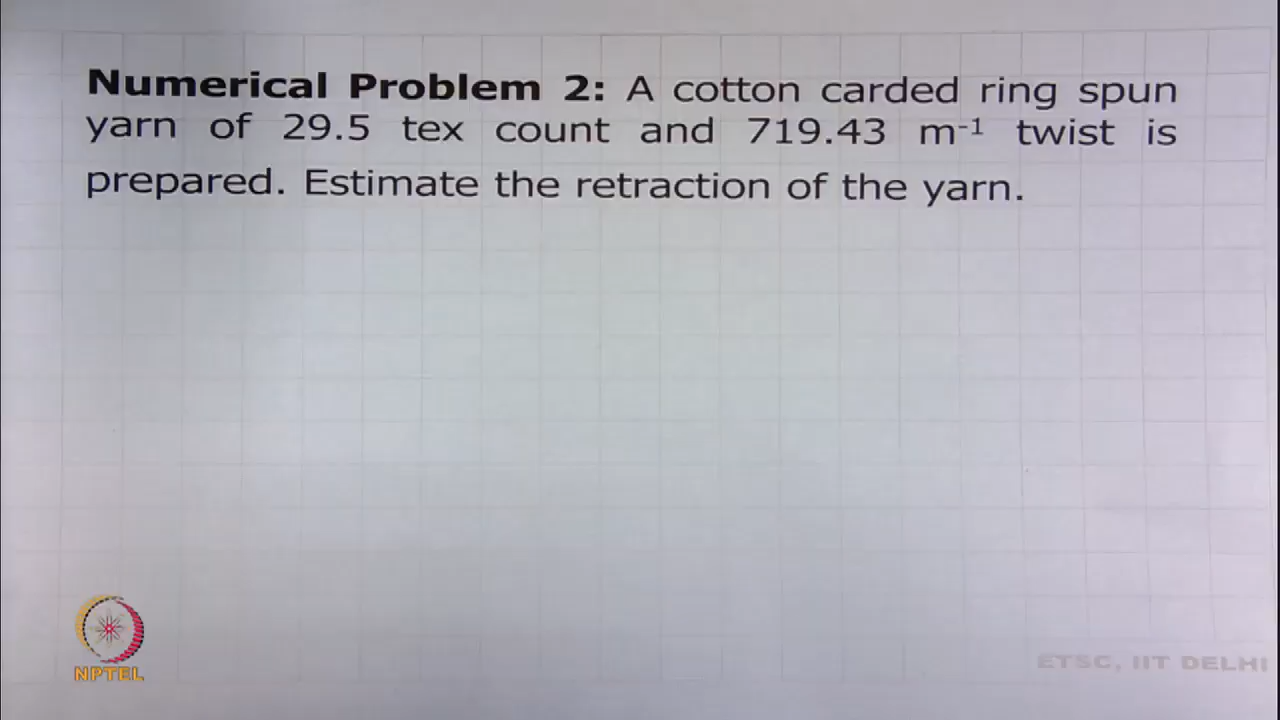 Numerical Problem 2: A cotton carded ring spun
yarn of 29.5 tex count and 719.43 m⁻¹ twist is
prepared. Estimate the retraction of the yarn.
NPTEL
ETSC, IIT DELHI